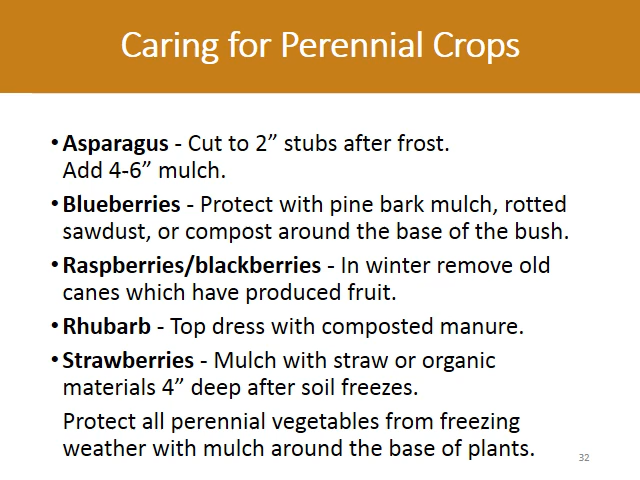 Caring for Perennial Crops
•Asparagus - Cut to 2” stubs after frost.
Add 4-6” mulch.
•Blueberries - Protect with pine bark mulch, rotted
sawdust, or compost around the base of the bush.
•Raspberries/blackberries - In winter remove old
canes which have produced fruit.
•Rhubarb - Top dress with composted manure.
•Strawberries - Mulch with straw or organic
materials 4” deep after soil freezes.
Protect all perennial vegetables from freezing
weather with mulch around the base of plants.
32